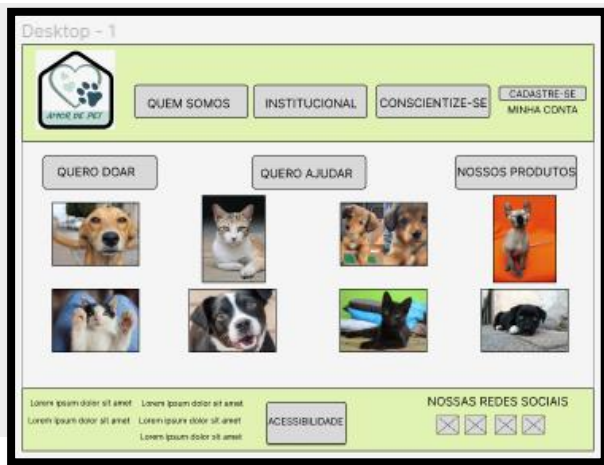 Desktop - 1
AMOR DE PET
QUEM SOMOS
INSTITUCIONAL
CONSCIENTIZE-SE
CADASTRE-SE
MINHA CONTA
QUERO DOAR
QUERO AJUDAR
NOSSOS PRODUTOS
Lorem ipsum dolor sit amet
Lorem ipsum dolor sit amet
Lorem ipsum dolor sit amet
Lorem ipsum dolor sit amet
Lorem ipsum dolor sit amet
ACESSIBILIDADE
NOSSAS REDES SOCIAIS